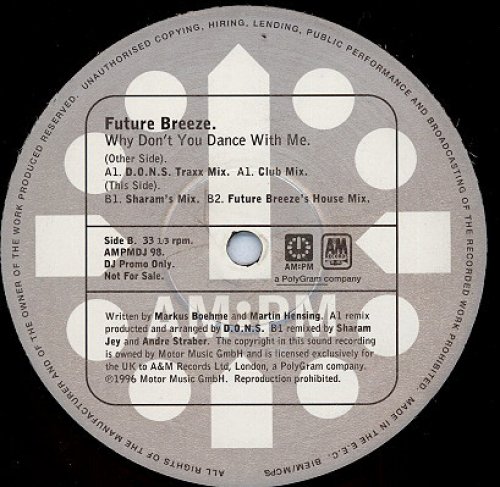 UNAUTHORISED COPYING, HIRING, LENDING, PUBLIC PERFORMANCE AND BROADCASTING OF THE RECORDED WORK PROHIBITED. MADE IN THE E.E.C. BIEM/MCPS
ALL RIGHTS OF THE MANUFACTURER AND OF THE OWNER OF THE WORK PRODUCED RESERVED.
Future Breeze.
Why Don't You Dance With Me.
(Other Side).
A1. D.O.N.S. Traxx Mix. A1. Club Mix.
(This Side).
B1. Sharam's Mix. B2. Future Breeze's House Mix.
Side B. 33 1/3 rpm.
AMPMDJ 98.
DJ Promo Only.
Not For Sale.
AM:PM
A&M
RECORDS
a PolyGram company
AM:PM
Written by Markus Boehme and Martin Hensing. A1 remix
producted and arranged by D.O.N.S. B1 remixed by Sharam
Jey and Andre Straber. The copyright in this sound recording
is owned by Motor Music GmbH and is licensed exclusively for
the UK to A&M Records Ltd, London, a PolyGram company.
℗1996 Motor Music GmbH. Reproduction prohibited.